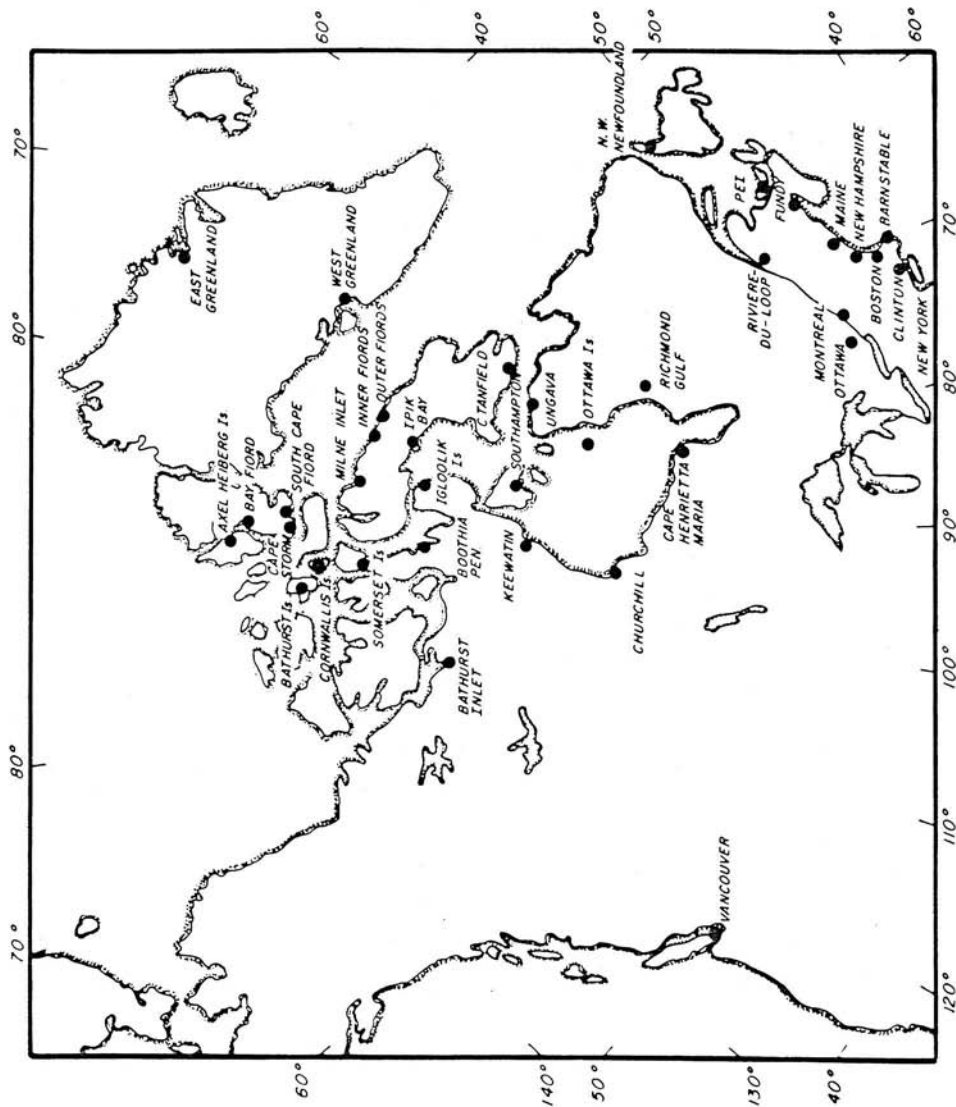 70°
80°
80°
70°
60°
40°
50°
50°
60°
EAST
GREENLAND
WEST
GREENLAND
AXEL HEIBERG Is.
BAY FIORD
CAPE
STORM
SOUTH CAPE
FIORD
BATHURST Is
CORNWALLIS Is.
SOMERSET Is
MILNE INLET
INNER FIORDS
OUTER FIORDS
IPIK
BAY
IGLOOLIK
Is
BOOTHIA
PEN.
BATHURST
INLET
C TANFIELD
SOUTHAMPTON
KEEWATIN
UNGAVA
OTTAWA Is
RICHMOND
GULF
CHURCHILL
CAPE
HENRIETTA
MARIA
N.W.
NEWFOUNDLAND
PEI
FUNDY
RIVIERE-
DU-LOOP
MAINE
NEW HAMPSHIRE
BARNSTABLE
MONTREAL
OTTAWA
BOSTON
CLINTUN
NEW YORK
VANCOUVER
60°
140°
150°
130°
40°
120°
110°
100°
90°
80°
70°